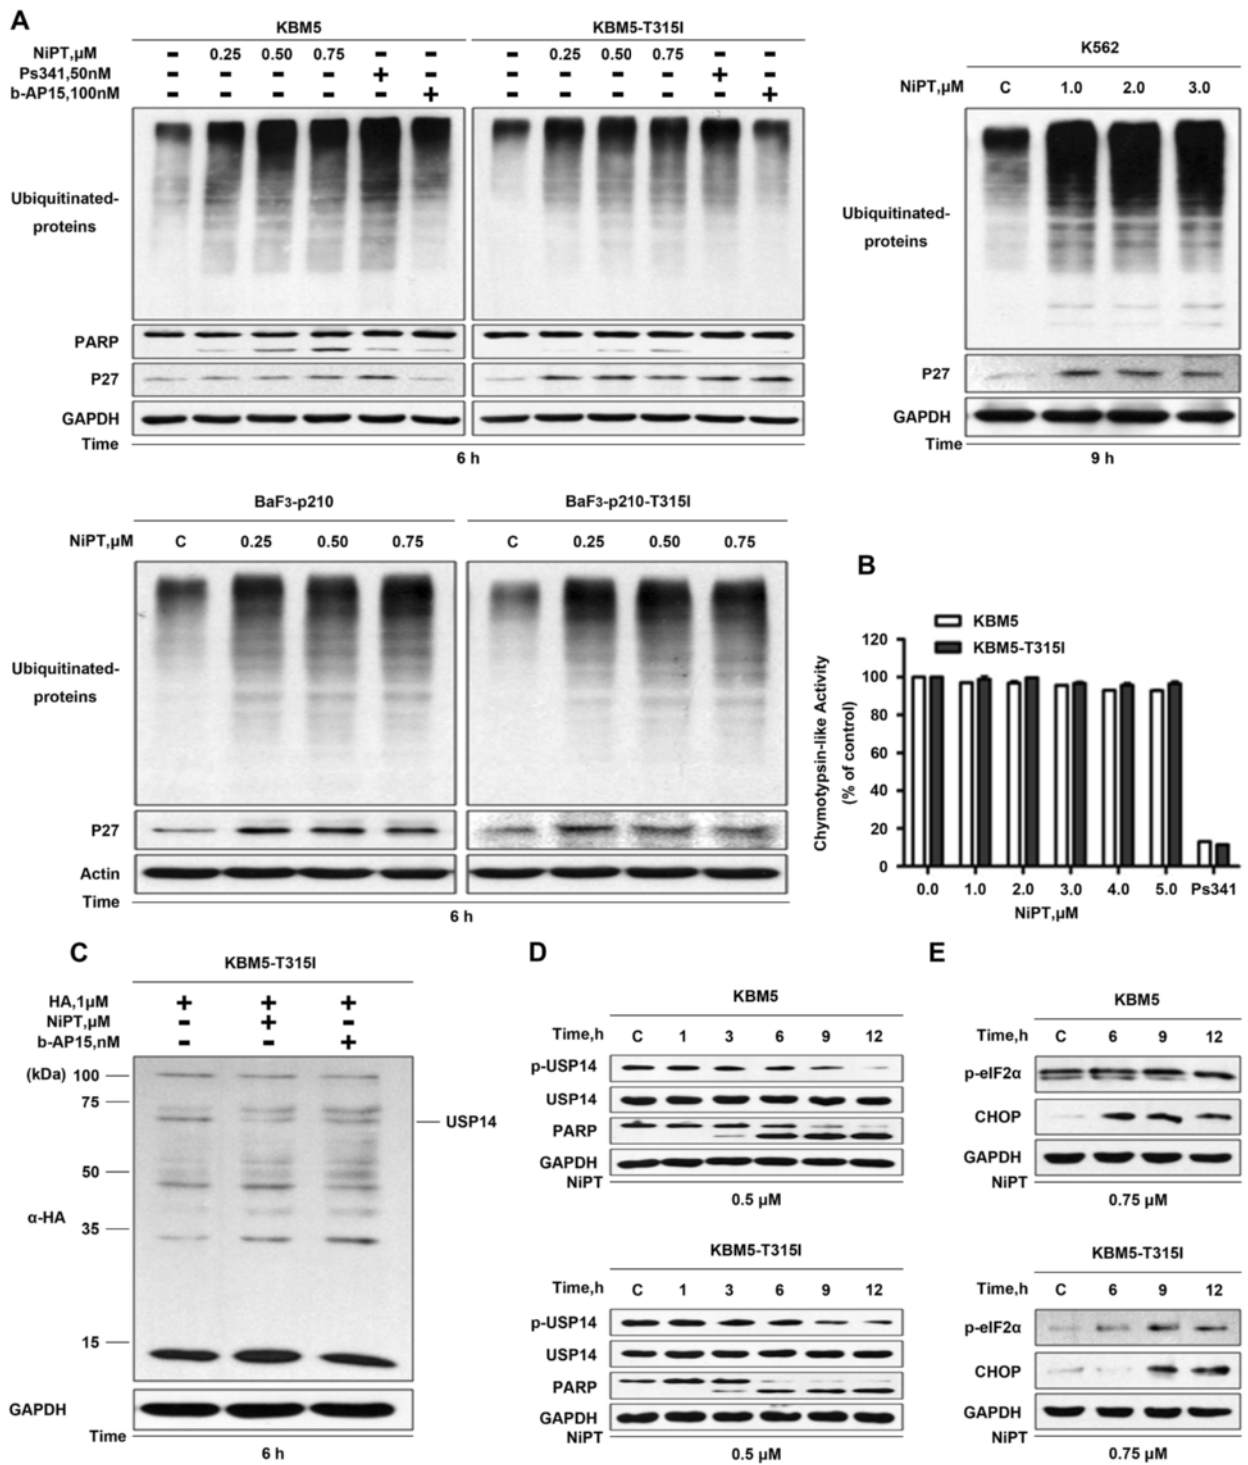 A
KBM5
KBM5-T315I
NiPT,µM - 0.25 0.50 0.75 - - - 0.25 0.50 0.75 - -
Ps341,50nM - - - - + - - - - - + -
b-AP15,100nM - - - - - + - - - - - +
Ubiquitinated-
proteins
PARP
P27
GAPDH
Time
6 h
K562
NiPT,µM C 1.0 2.0 3.0
Ubiquitinated-
proteins
P27
GAPDH
Time
9 h
BaF3-p210
BaF3-p210-T315I
NiPT,µM C 0.25 0.50 0.75 C 0.25 0.50 0.75
Ubiquitinated-
proteins
P27
Actin
Time
6 h
B
KBM5
KBM5-T315I
Chymotypsin-like Activity
(% of control)
120
100
80
60
40
20
0
0.0 1.0 2.0 3.0 4.0 5.0 Ps341
NiPT,µM
C
KBM5-T315I
HA,1µM + + +
NiPT,µM - + -
b-AP15,nM - - +
(kDa) 100
75
USP14
50
α-HA
35
15
GAPDH
Time
6 h
D
KBM5
Time,h C 1 3 6 9 12
p-USP14
USP14
PARP
GAPDH
NiPT
0.5 µM
KBM5-T315I
Time,h C 1 3 6 9 12
p-USP14
USP14
PARP
GAPDH
NiPT
0.5 µM
E
KBM5
Time,h C 6 9 12
p-eIF2α
CHOP
GAPDH
NiPT
0.75 µM
KBM5-T315I
Time,h C 6 9 12
p-eIF2α
CHOP
GAPDH
NiPT
0.75 µM